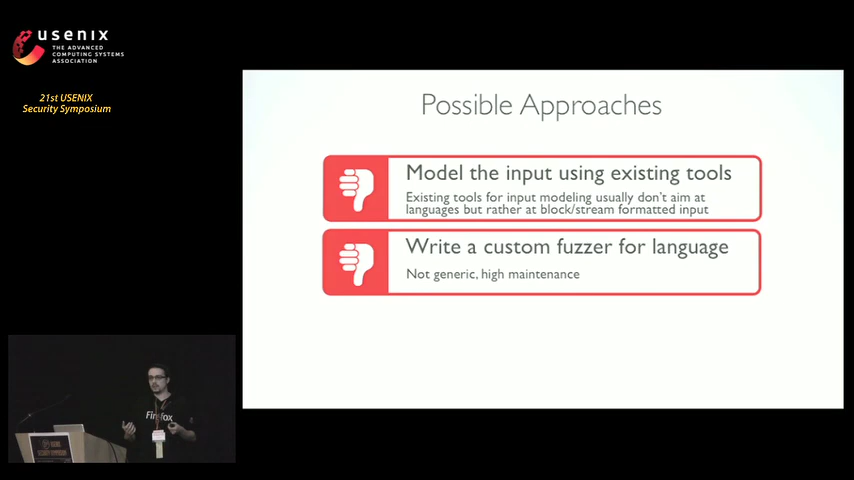 usenix
THE ADVANCED
COMPUTING SYSTEMS
ASSOCIATION
21st USENIX
Security Symposium
Possible Approaches
Model the input using existing tools
Existing tools for input modeling usually don't aim at
languages but rather at block/stream formatted input
Write a custom fuzzer for language
Not generic, high maintenance
Firefox
SECURITY SYMPOSIUM